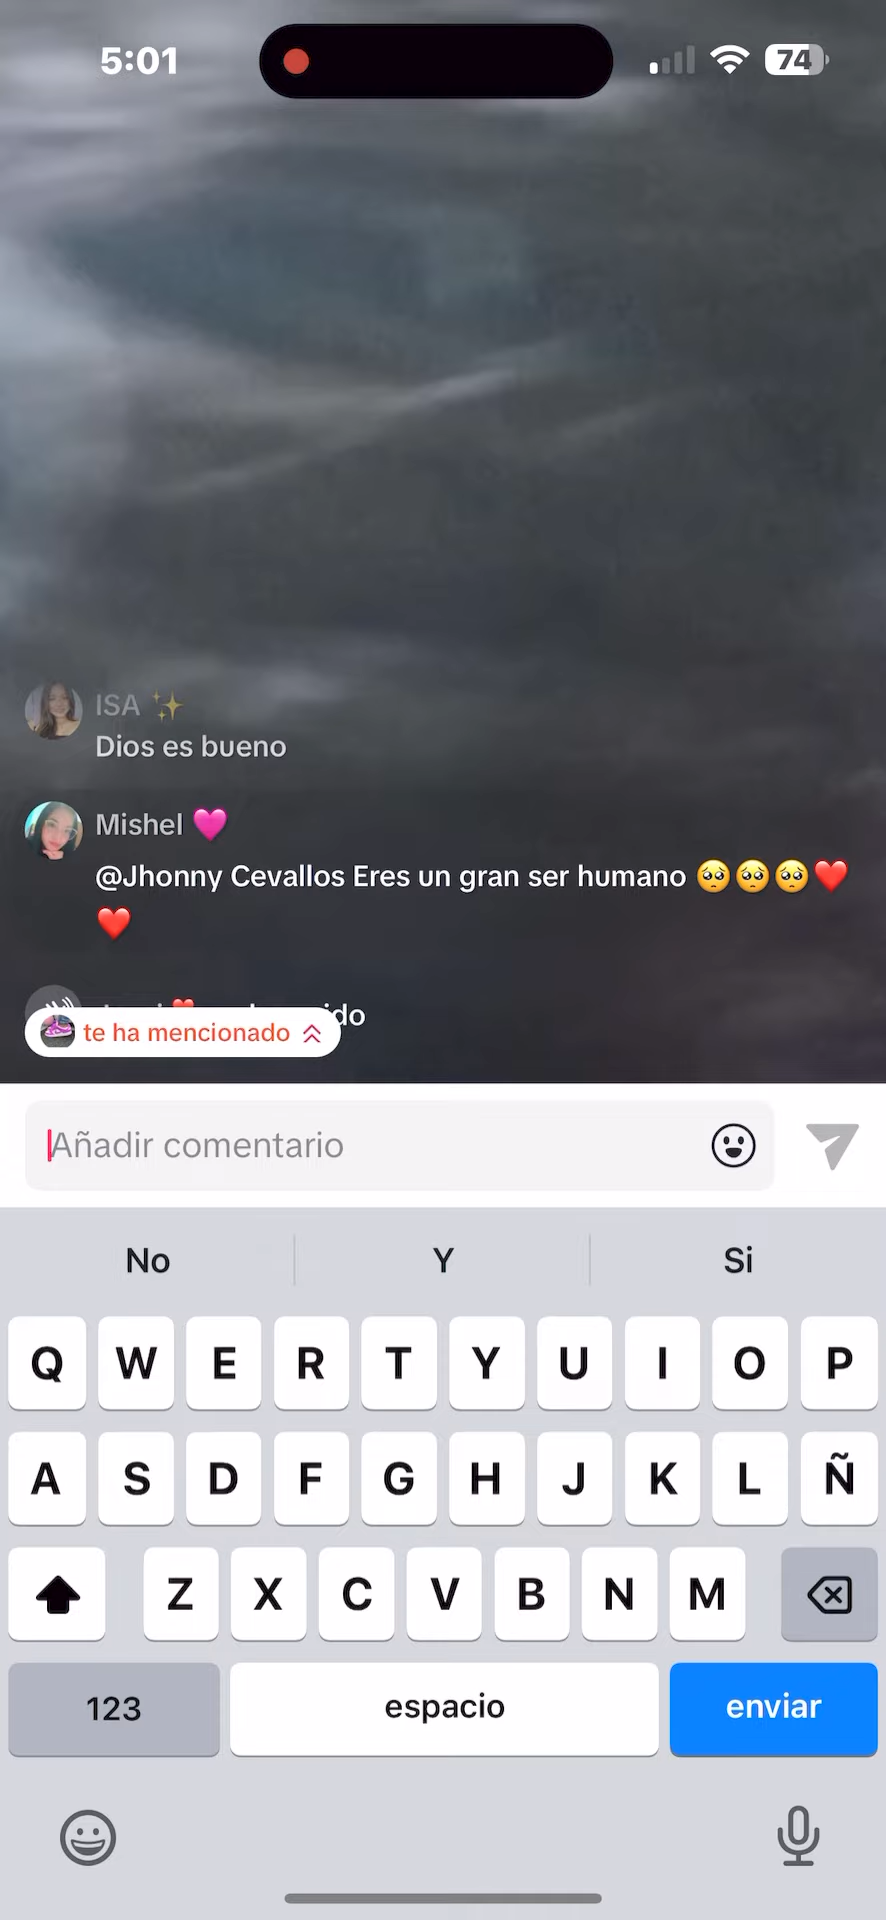 5:01
74
ISA ✨
Dios es bueno
Mishel 💗
@Jhonny Cevallos Eres un gran ser humano 🥺🥺🥺❤️
❤️
te ha mencionado
Añadir comentario
No Y Si
Q W E R T Y U I O P
A S D F G H J K L Ñ
Z X C V B N M
123 espacio enviar